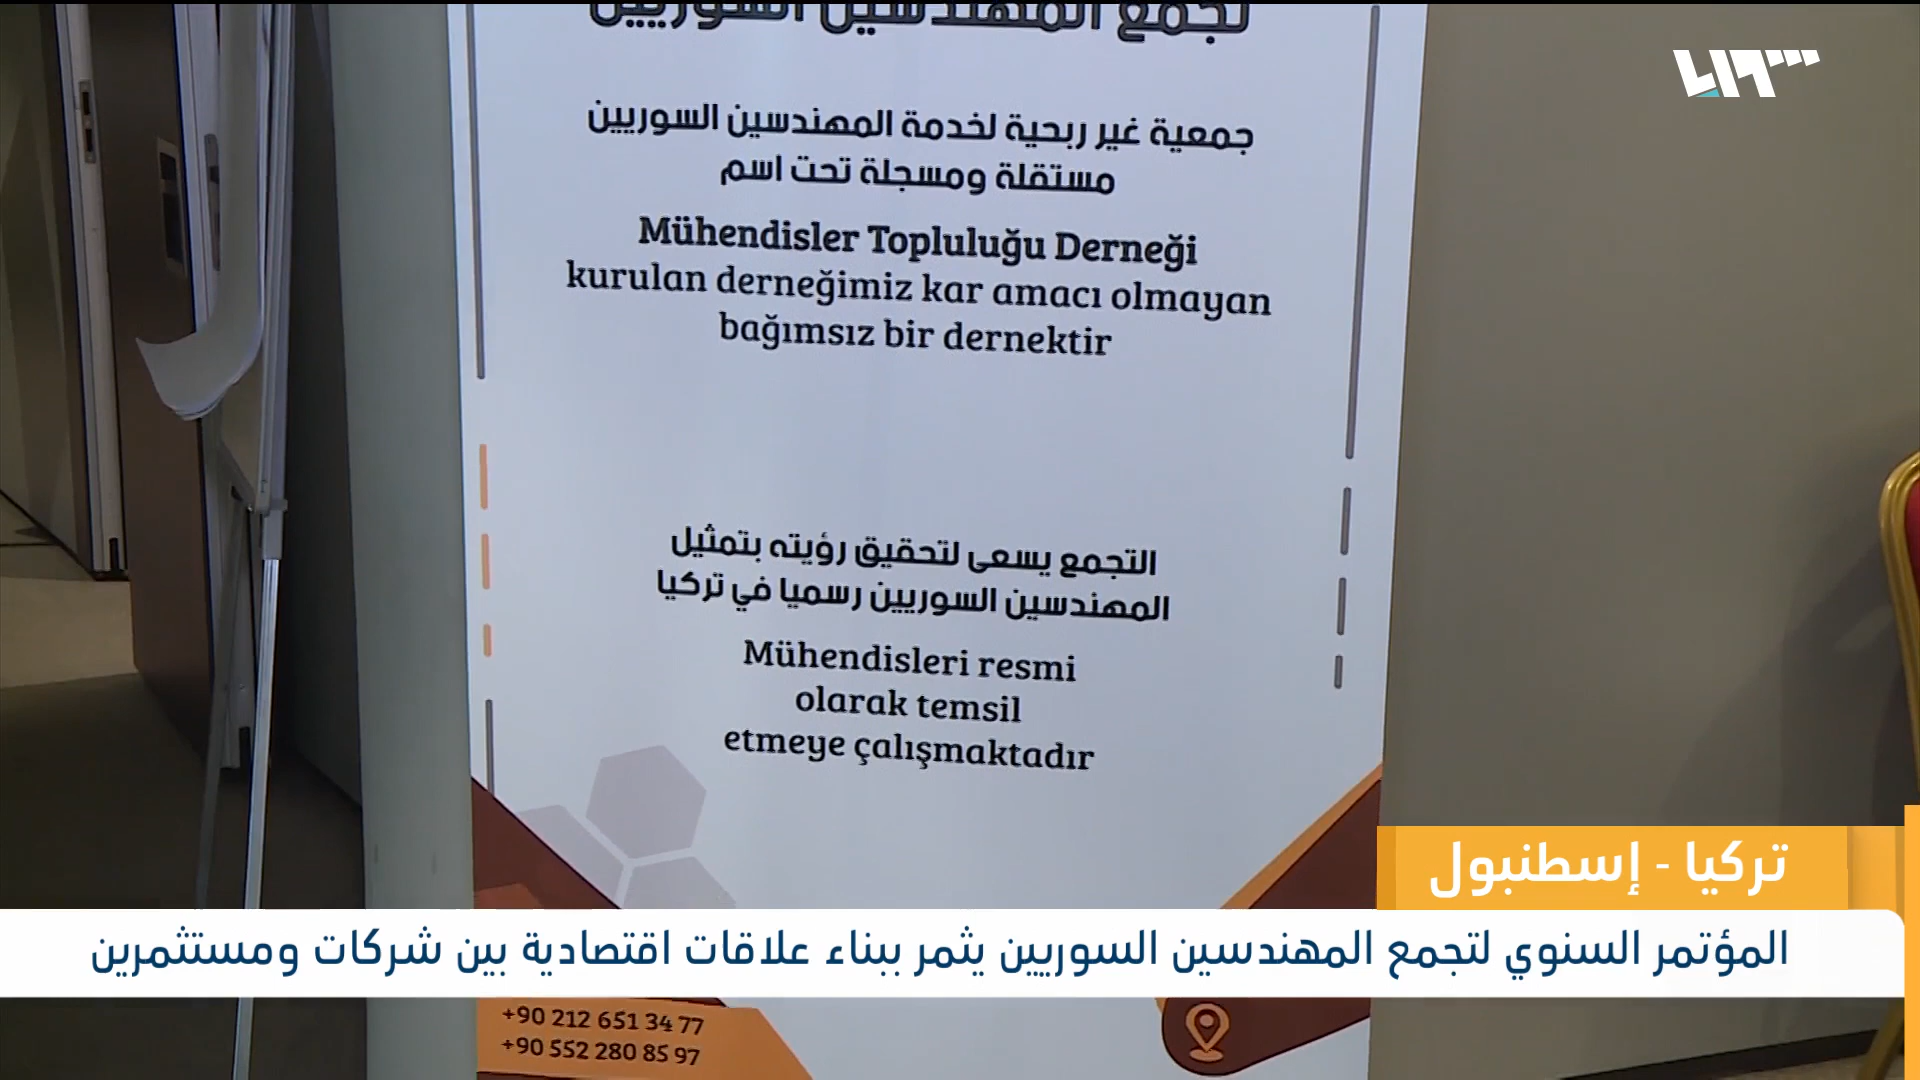 تجمع المهندسين السوريين
جمعية غير ربحية لخدمة المهندسين السوريين
مستقلة ومسجلة تحت اسم
Mühendisler Topluluğu Derneği
kurulan derneğimiz kar amacı olmayan
bağımsız bir dernektir
التجمع يسعى لتحقيق رؤيته بتمثيل
المهندسين السوريين رسميا في تركيا
Mühendisleri resmi
olarak temsil
etmeye çalışmaktadır
تركيا - إسطنبول
المؤتمر السنوي لتجمع المهندسين السوريين يثمر ببناء علاقات اقتصادية بين شركات ومستثمرين
+90 212 651 34 77
+90 552 280 85 97